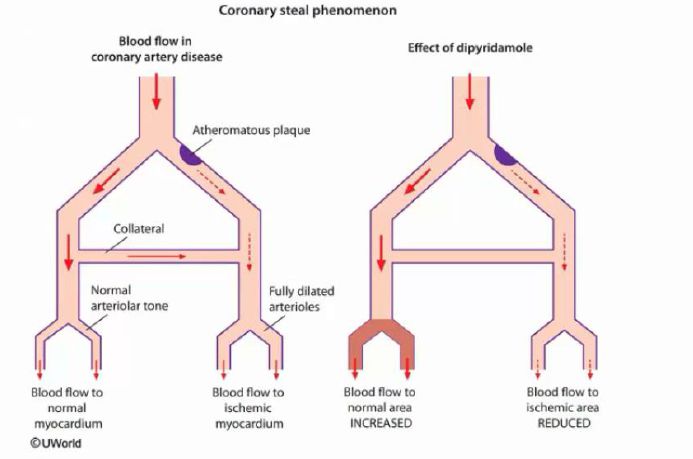 Coronary steal phenomenon
Blood flow in
coronary artery disease
Effect of dipyridamole
Atheromatous plaque
Collateral
Normal
arteriolar tone
Fully dilated
arterioles
Blood flow to
normal
myocardium
Blood flow to
ischemic
myocardium
Blood flow to
normal area
INCREASED
Blood flow to
ischemic area
REDUCED
©UWorld